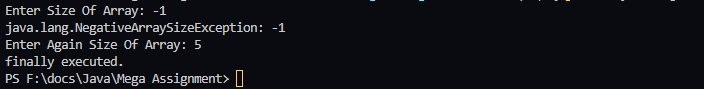 Enter Size Of Array: -1
java.lang.NegativeArraySizeException: -1
Enter Again Size Of Array: 5
finally executed.
PS F:\docs\Java\Mega Assignment>